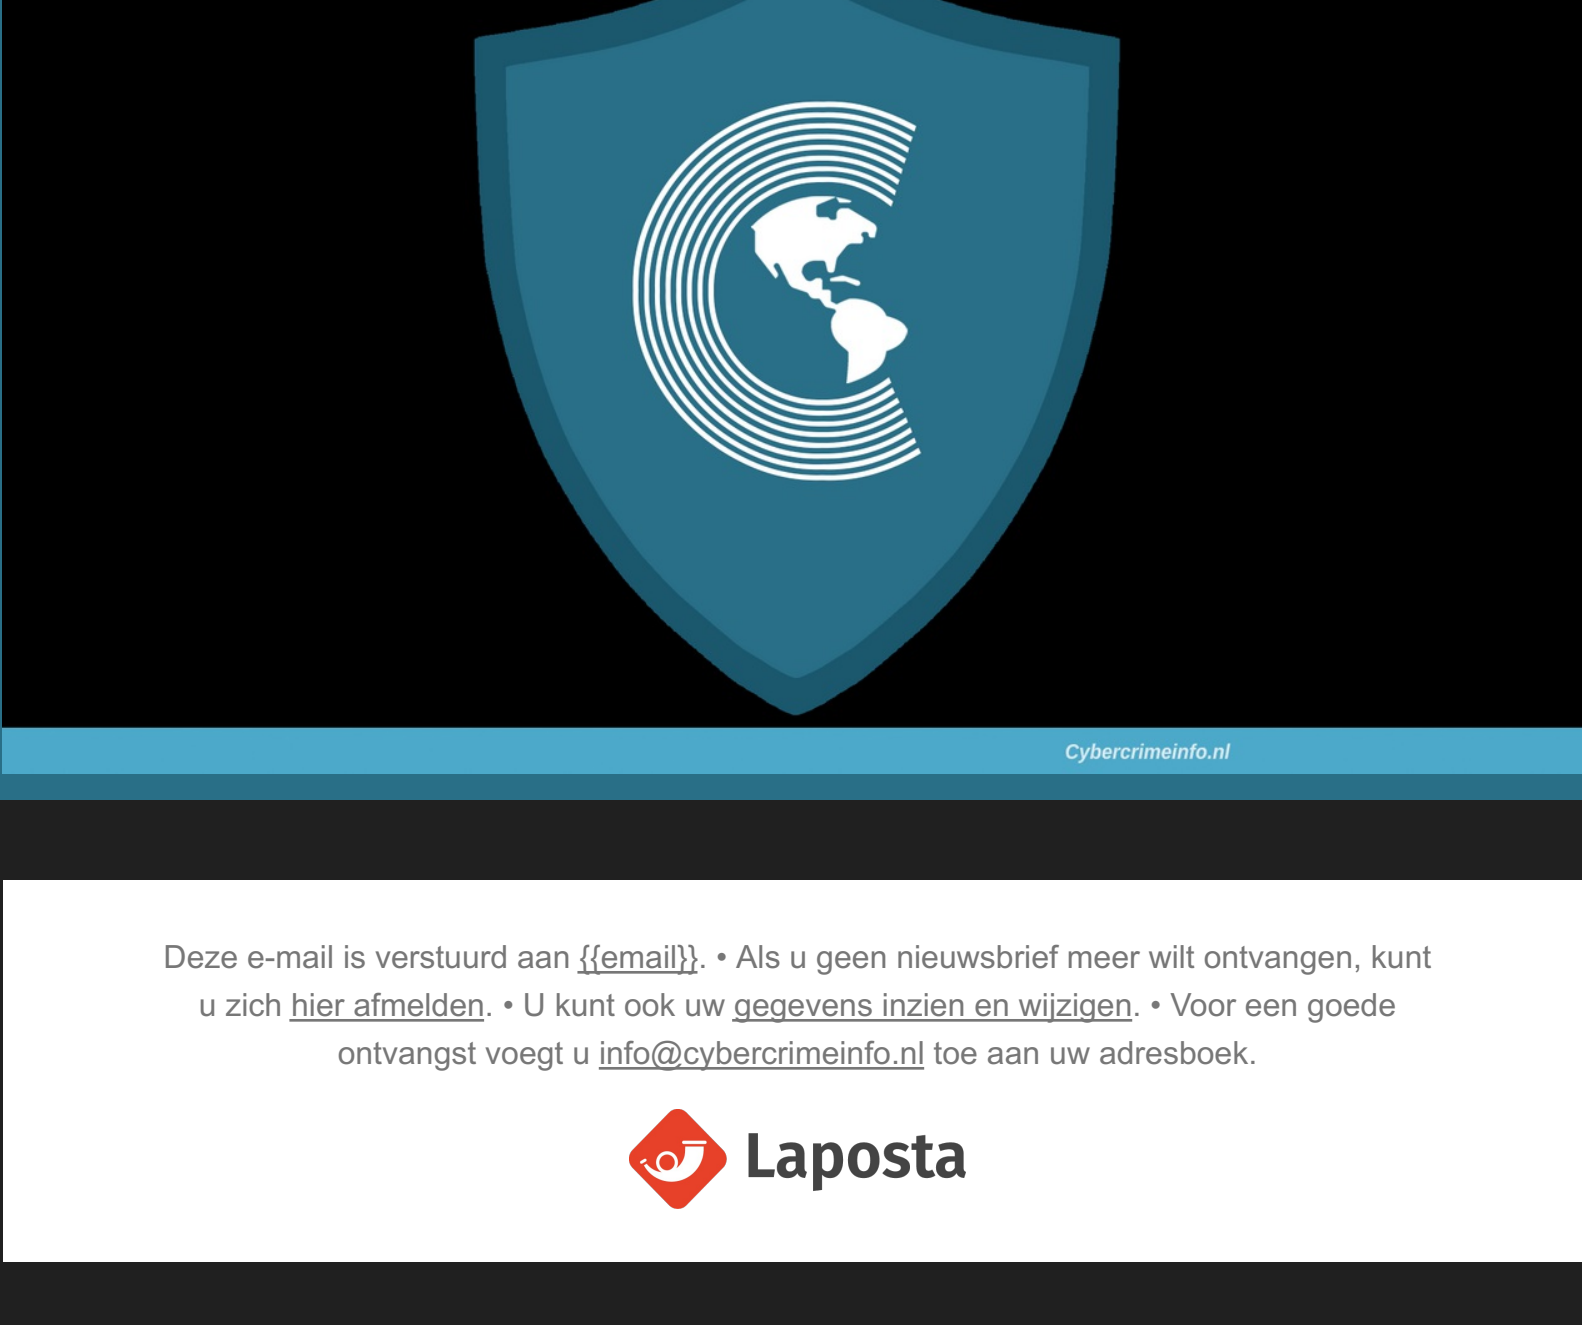 Cybercrimeinfo.nl
Deze e-mail is verstuurd aan {{email}}. • Als u geen nieuwsbrief meer wilt ontvangen, kunt
u zich hier afmelden. • U kunt ook uw gegevens inzien en wijzigen. • Voor een goede
ontvangst voegt u info@cybercrimeinfo.nl toe aan uw adresboek.
Laposta